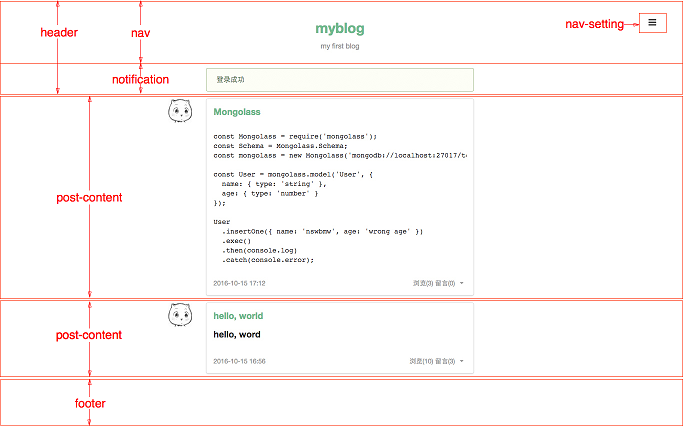 header
nav
myblog
my first blog
nav-setting
notification
登录成功
post-content
Mongolass
const Mongolass = require('mongolass');
const Schema = Mongolass.Schema;
const mongolass = new Mongolass('mongodb://localhost:27017/t
const User = mongolass.model('User', {
name: { type: 'string' },
age: { type: 'number' }
});
User
.insertOne({ name: 'nswbmw', age: 'wrong age' })
.exec()
.then(console.log)
.catch(console.error);
2016-10-15 17:12 浏览(3) 留言(0)
post-content
hello, world
hello, word
2016-10-15 16:56 浏览(10) 留言(3)
footer